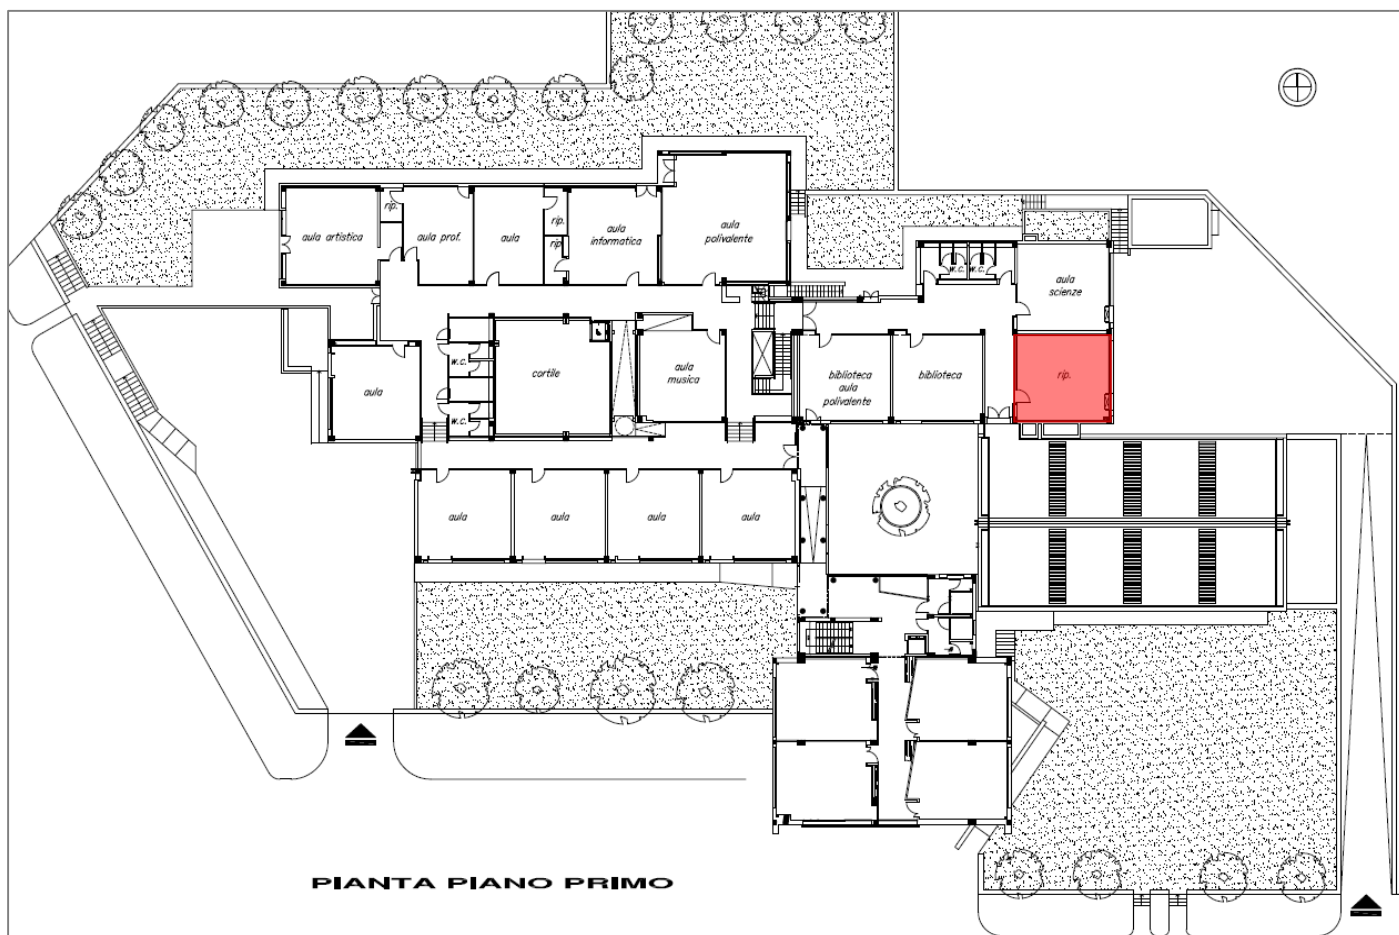 aula
polivalente
rip.
aula artistica
aula prof.
aula
rip.
aula
informatica
rip.
w.c.
w.c.
aula
scienze
w.c.
cortile
aula
musica
biblioteca
aula
polivalente
biblioteca
rip.
aula
w.c.
aula
aula
aula
aula
PIANTA PIANO PRIMO